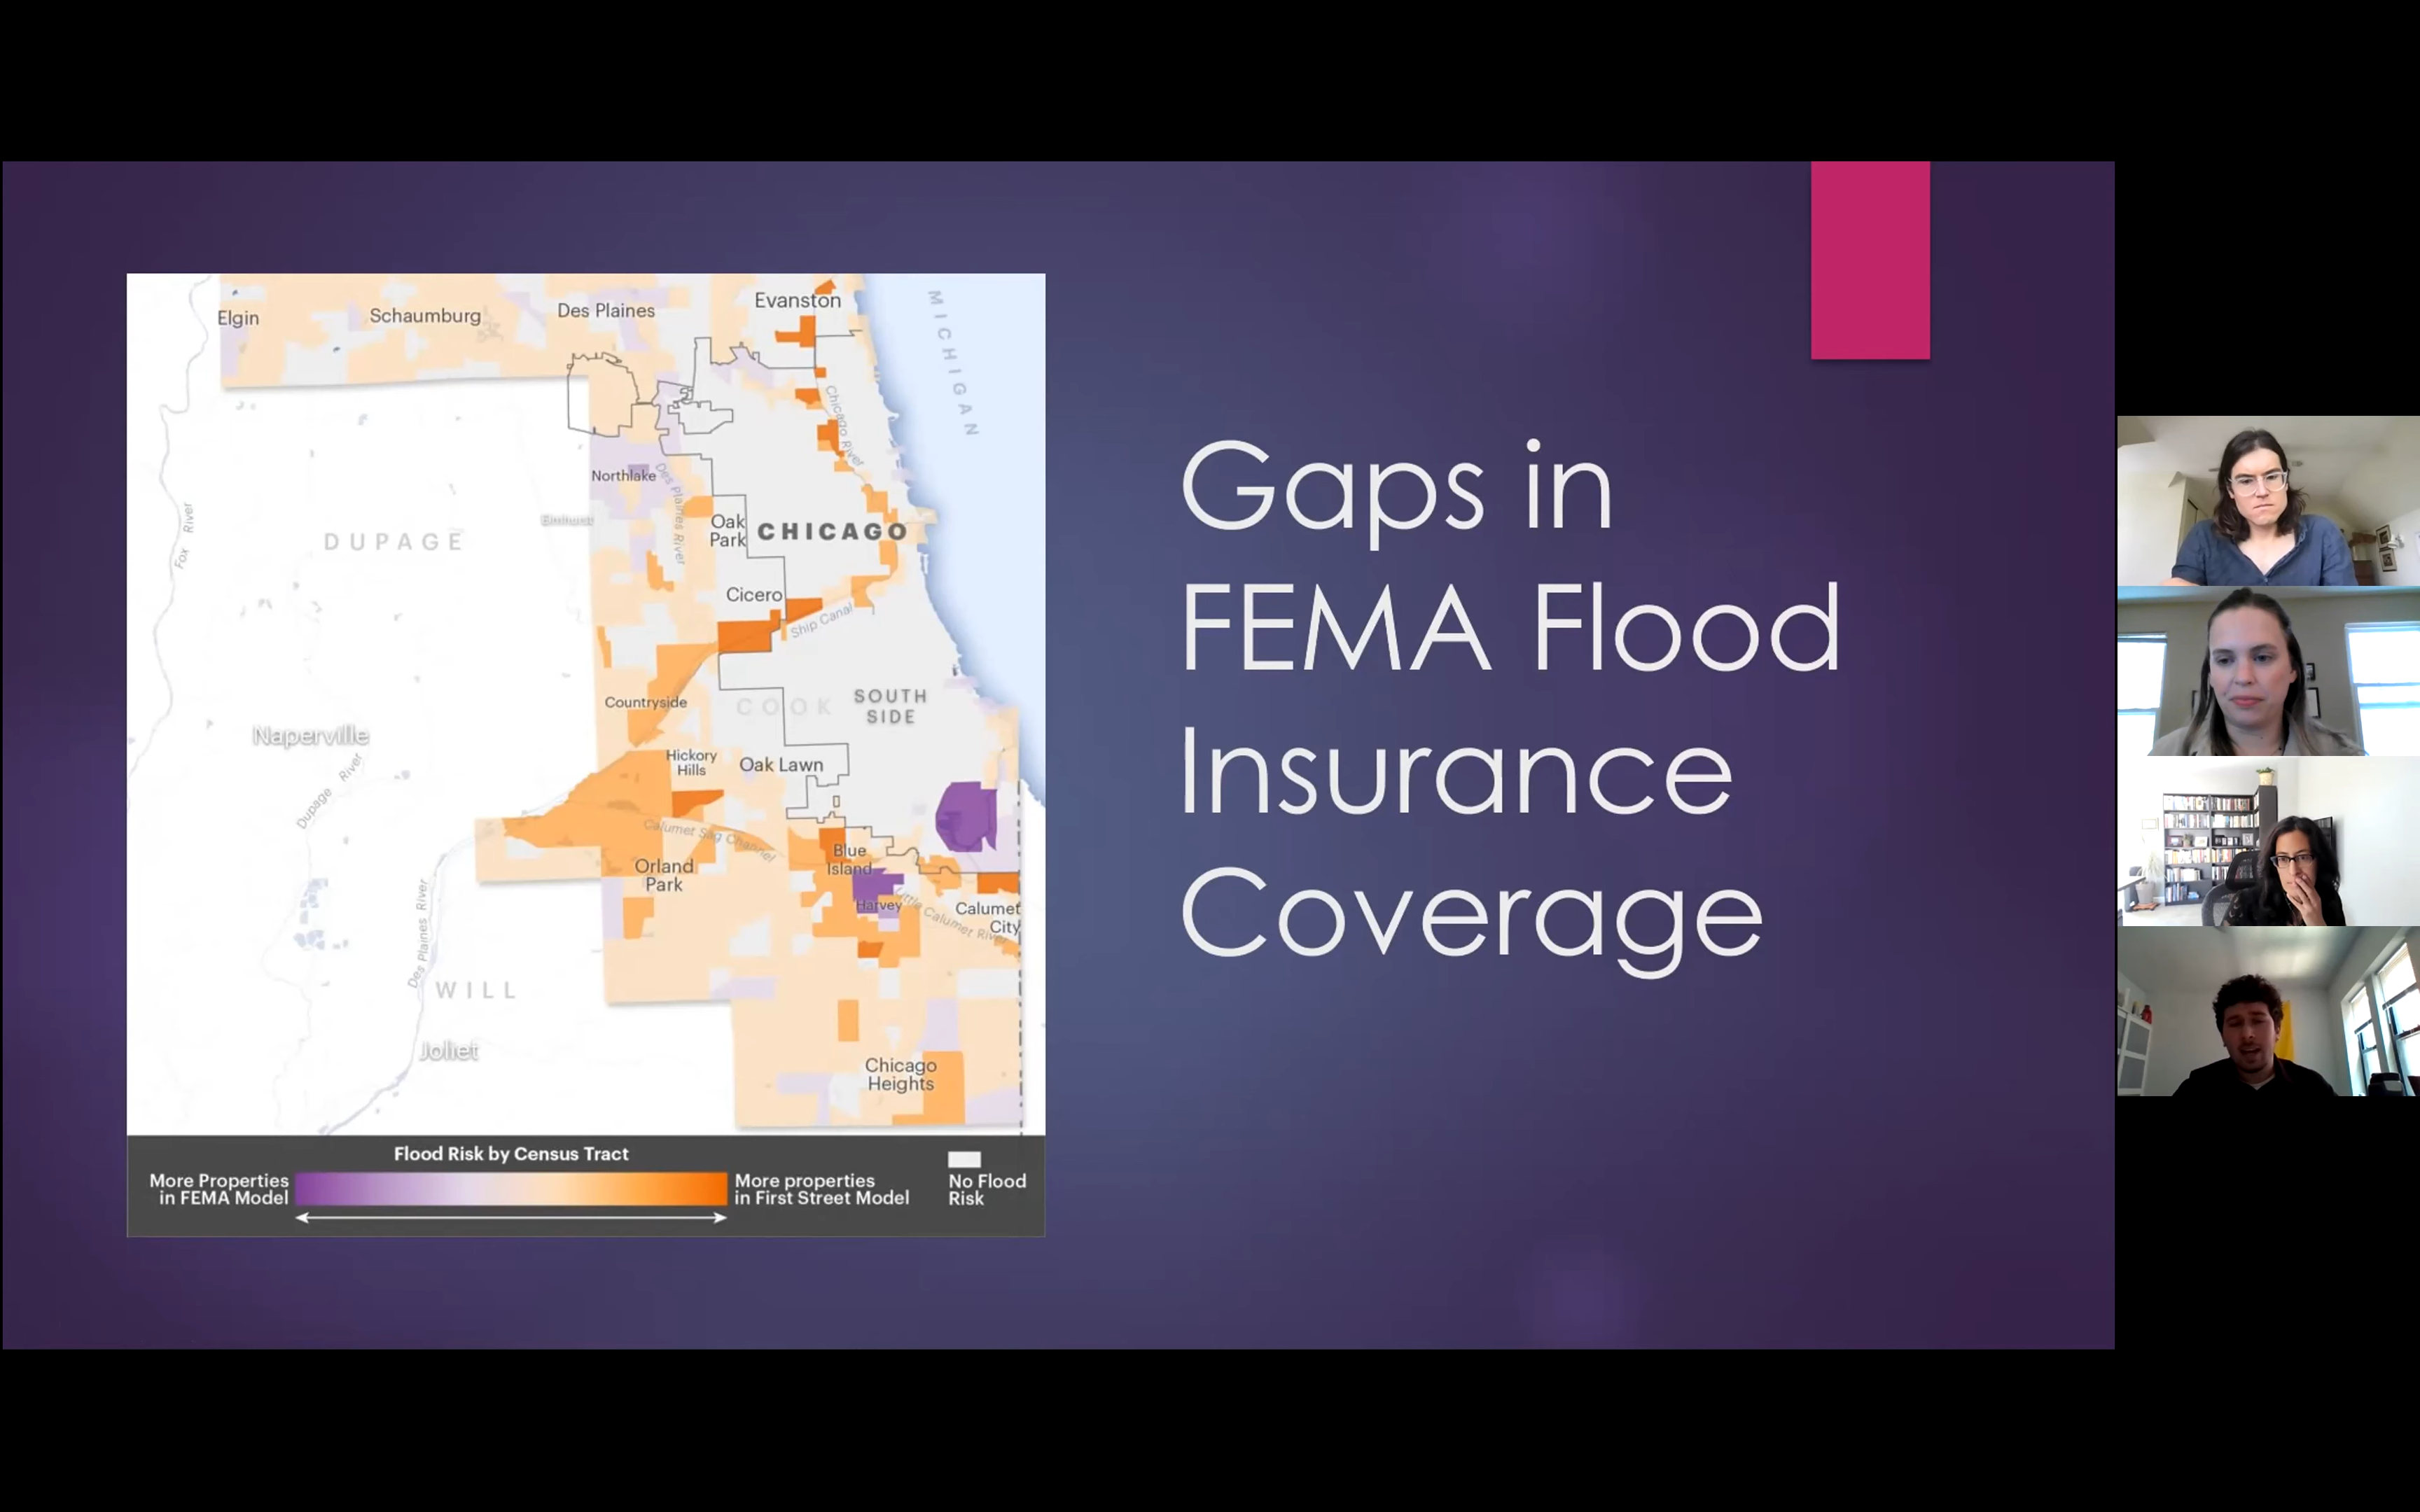 Gaps in
FEMA Flood
Insurance
Coverage
MICHIGAN
Evanston
Des Plaines
Schaumburg
Elgin
Chicago River
Northlake
Des Plaines River
Elmhurst
Fox River
DUPAGE
Oak
Park
CHICAGO
Cicero
Ship Canal
Countryside
COOK
SOUTH
SIDE
Naperville
Dupage River
Hickory
Hills
Oak Lawn
Calumet Sag Channel
Orland
Park
Blue
Island
Harvey
Little Calumet River
Calumet
City
Des Plaines River
WILL
Joliet
Chicago
Heights
Flood Risk by Census Tract
More Properties
in FEMA Model
More properties
in First Street Model
No Flood
Risk